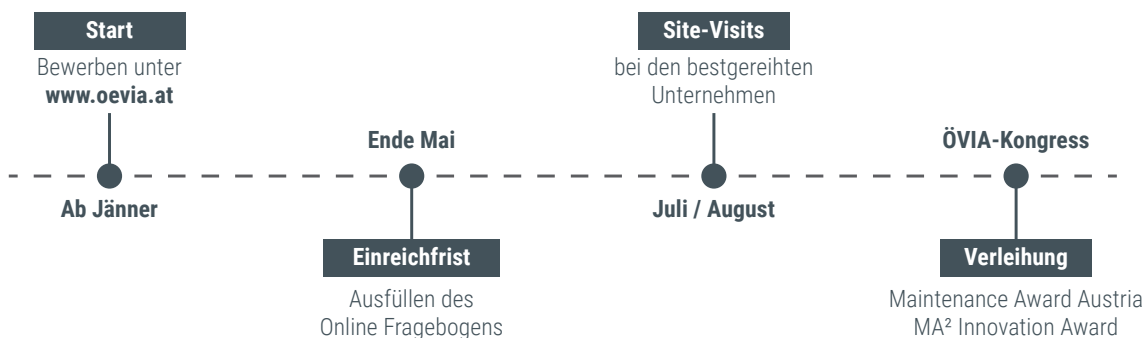 Start
Bewerben unter
www.oevia.at
Ab Jänner
Ende Mai
Einreichfrist
Ausfüllen des
Online Fragebogens
Site-Visits
bei den bestgereihten
Unternehmen
Juli / August
ÖVIA-Kongress
Verleihung
Maintenance Award Austria
MA² Innovation Award